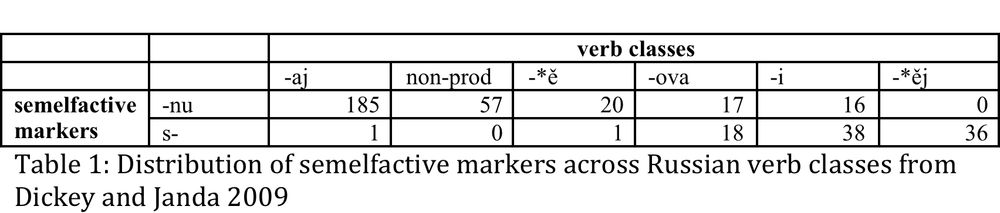 verb classes
-aj non-prod -*ě -ova -i -*ěj
semelfactive -nu 185 57 20 17 16 0
markers s- 1 0 1 18 38 36
Table 1: Distribution of semelfactive markers across Russian verb classes from
Dickey and Janda 2009